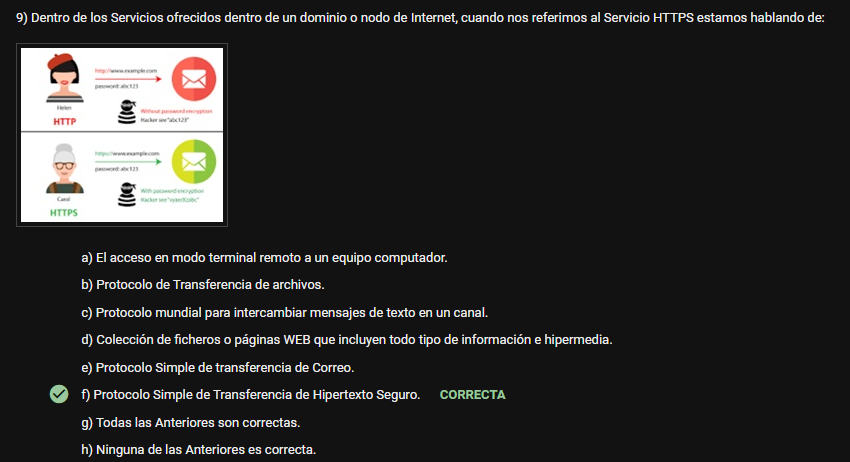 9) Dentro de los Servicios ofrecidos dentro de un dominio o nodo de Internet, cuando nos referimos al Servicio HTTPS estamos hablando de:
http://www.example.com
password: abc123
Helen
HTTP
Without password encryption
Hacker see "abc123"
https://www.example.com
password: abc123
Carol
HTTPS
With password encryption
Hacker see
a) El acceso en modo terminal remoto a un equipo computador.
b) Protocolo de Transferencia de archivos.
c) Protocolo mundial para intercambiar mensajes de texto en un canal.
d) Colección de ficheros o páginas WEB que incluyen todo tipo de información e hipermedia.
e) Protocolo Simple de transferencia de Correo.
f) Protocolo Simple de Transferencia de Hipertexto Seguro. CORRECTA
g) Todas las Anteriores son correctas.
h) Ninguna de las Anteriores es correcta.